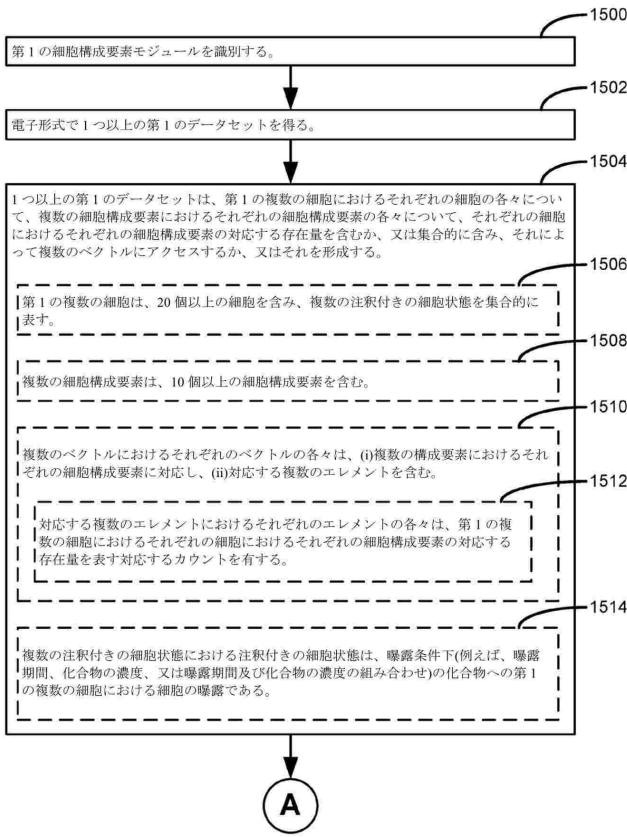 1500
第１の細胞構成要素モジュールを識別する。
1502
電子形式で１つ以上の第１のデータセットを得る。
1504
１つ以上の第１のデータセットは、第１の複数の細胞におけるそれぞれの細胞の各々につい
て、複数の細胞構成要素におけるそれぞれの細胞構成要素の各々について、それぞれの細胞
におけるそれぞれの細胞構成要素の対応する存在量を含むか、又は集合的に含み、それによ
って複数のベクトルにアクセスするか、又はそれを形成する。
1506
第１の複数の細胞は、20 個以上の細胞を含み、複数の注釈付きの細胞状態を集合的に
表す。
1508
複数の細胞構成要素は、10 個以上の細胞構成要素を含む。
1510
複数のベクトルにおけるそれぞれのベクトルの各々は、(i)複数の構成要素におけるそれ
ぞれの細胞構成要素に対応し、(ii)対応する複数のエレメントを含む。
1512
対応する複数のエレメントにおけるそれぞれのエレメントの各々は、第１の複
数の細胞におけるそれぞれの細胞におけるそれぞれの細胞構成要素の対応する
存在量を表す対応するカウントを有する。
1514
複数の注釈付きの細胞状態における注釈付きの細胞状態は、曝露条件下(例えば、曝露
期間、化合物の濃度、又は曝露期間及び化合物の濃度の組み合わせ)の化合物への第１
の複数の細胞における細胞の曝露である。
A